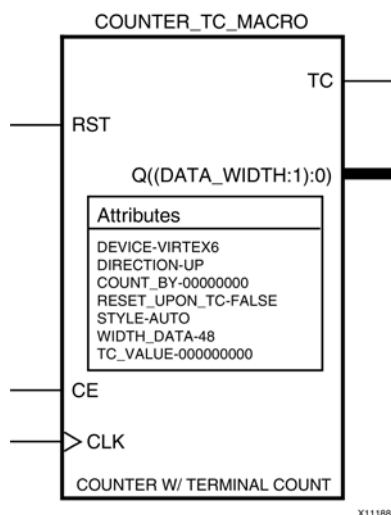 COUNTER_TC_MACRO
TC
RST
Q((DATA_WIDTH:1):0)
Attributes
DEVICE-VIRTEX6
DIRECTION-UP
COUNT_BY-00000000
RESET_UPON_TC-FALSE
STYLE-AUTO
WIDTH_DATA-48
TC_VALUE-000000000
CE
CLK
COUNTER W/ TERMINAL COUNT
X11188